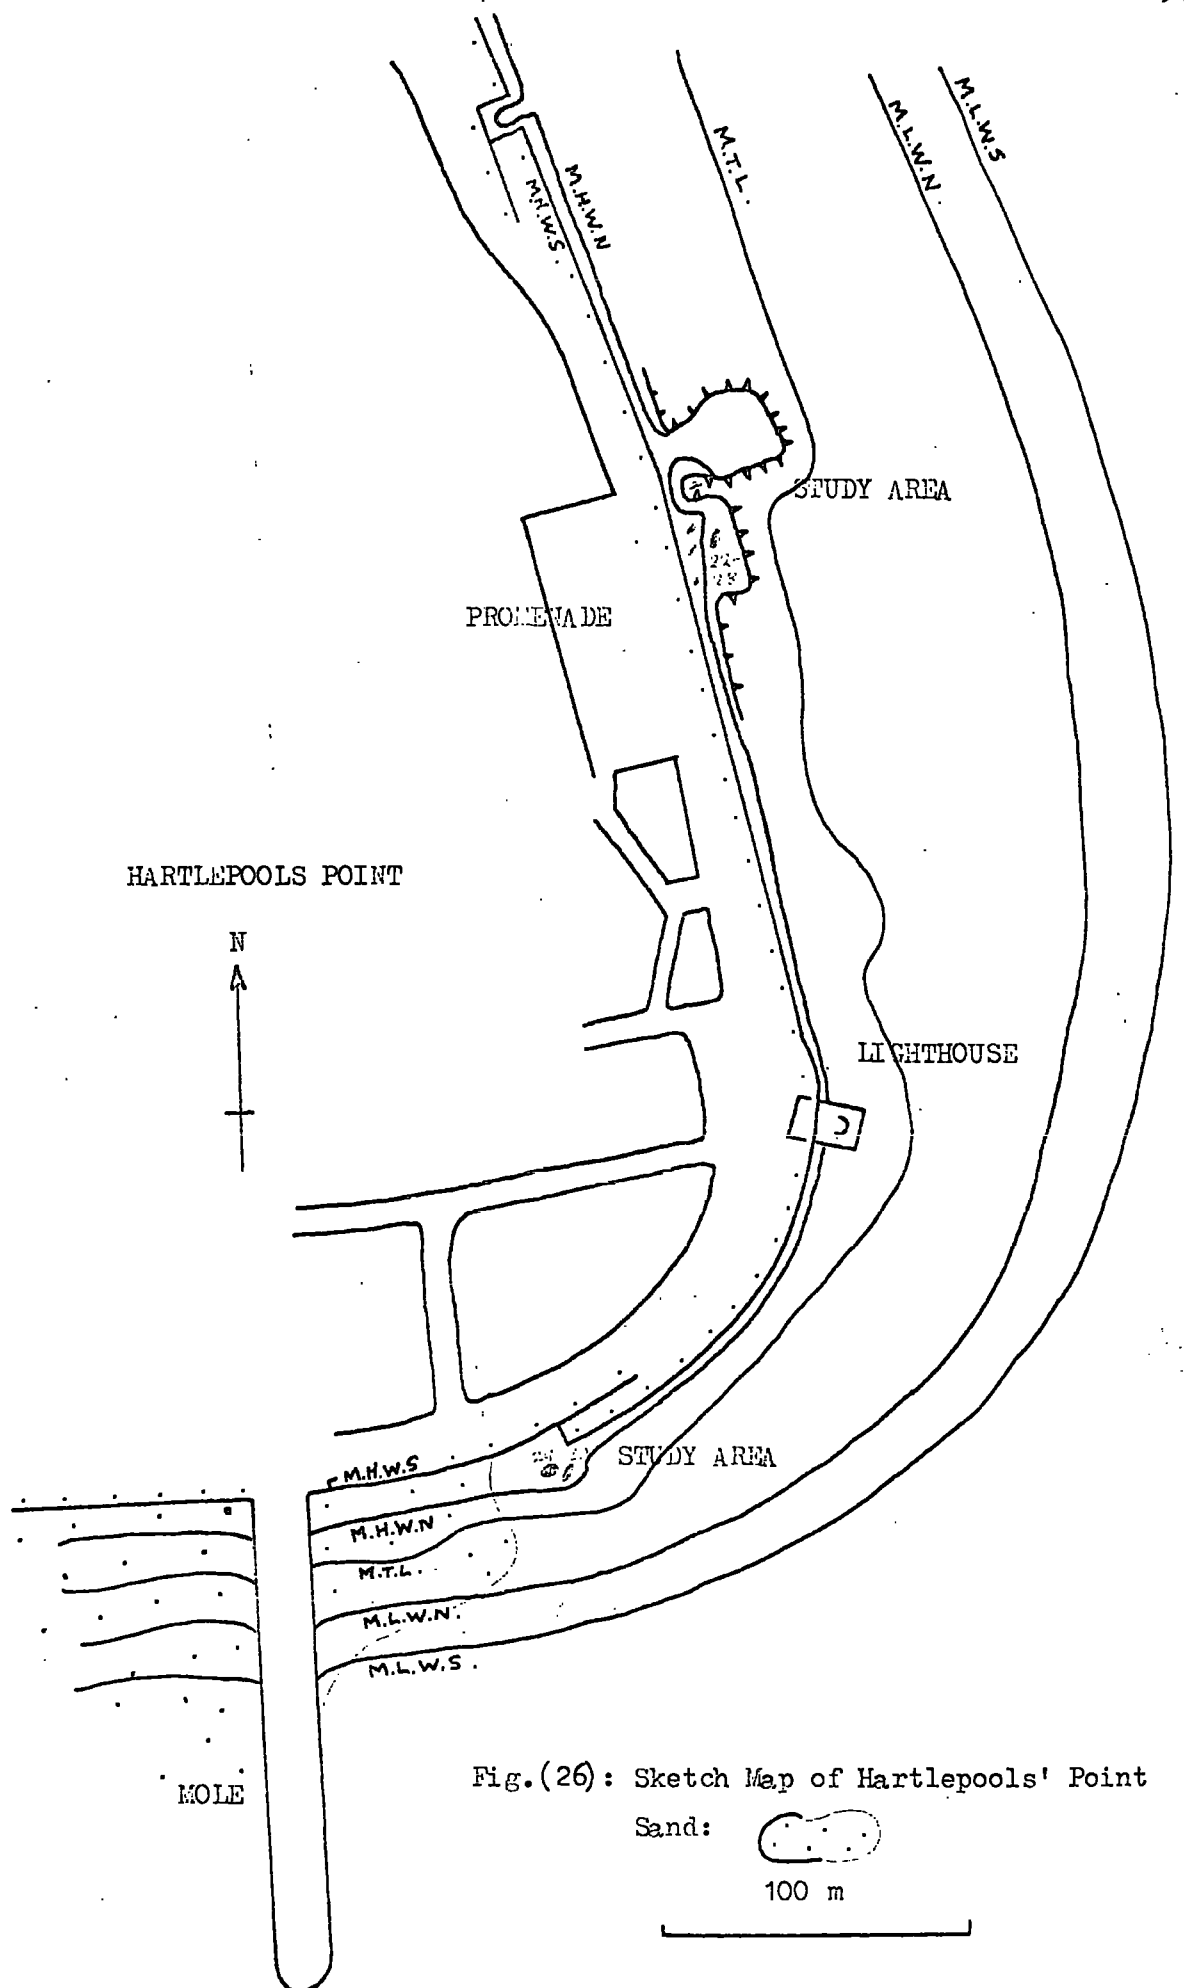 M.H.W.S.
M.H.W.N
M.T.L.
M.L.W.N.
M.L.W.S
STUDY AREA
PROMENADE
HARTLEPOOLS POINT
N
LIGHTHOUSE
STUDY AREA
M.H.W.S
M.H.W.N
M.T.L.
M.L.W.N.
M.L.W.S.
MOLE
Fig.(26): Sketch Map of Hartlepools' Point
Sand:
100 m